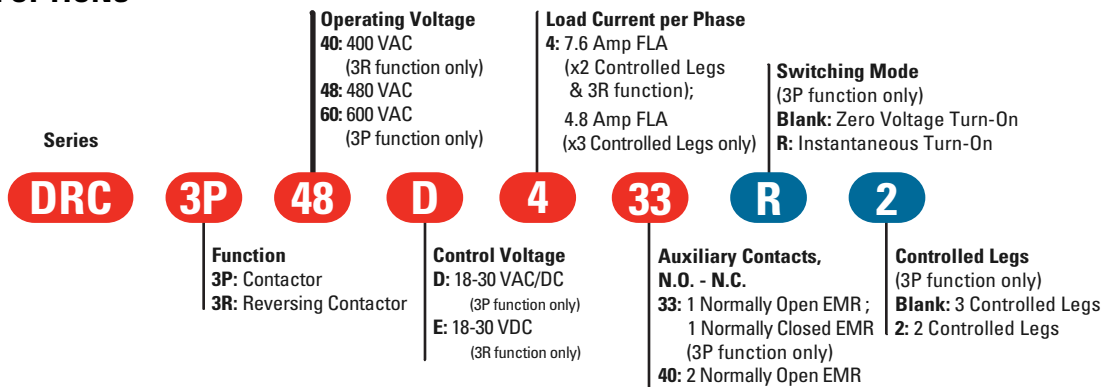 Operating Voltage
40: 400 VAC
(3R function only)
48: 480 VAC
60: 600 VAC
(3P function only)
Load Current per Phase
4: 7.6 Amp FLA
(x2 Controlled Legs
& 3R function);
4.8 Amp FLA
(x3 Controlled Legs only)
Switching Mode
(3P function only)
Blank: Zero Voltage Turn-On
R: Instantaneous Turn-On
Series
DRC 3P 48 D 4 33 R 2
Function
3P: Contactor
3R: Reversing Contactor
Control Voltage
D: 18-30 VAC/DC
(3P function only)
E: 18-30 VDC
(3R function only)
Auxiliary Contacts,
N.O. - N.C.
33: 1 Normally Open EMR ;
1 Normally Closed EMR
(3P function only)
40: 2 Normally Open EMR
Controlled Legs
(3P function only)
Blank: 3 Controlled Legs
2: 2 Controlled Legs